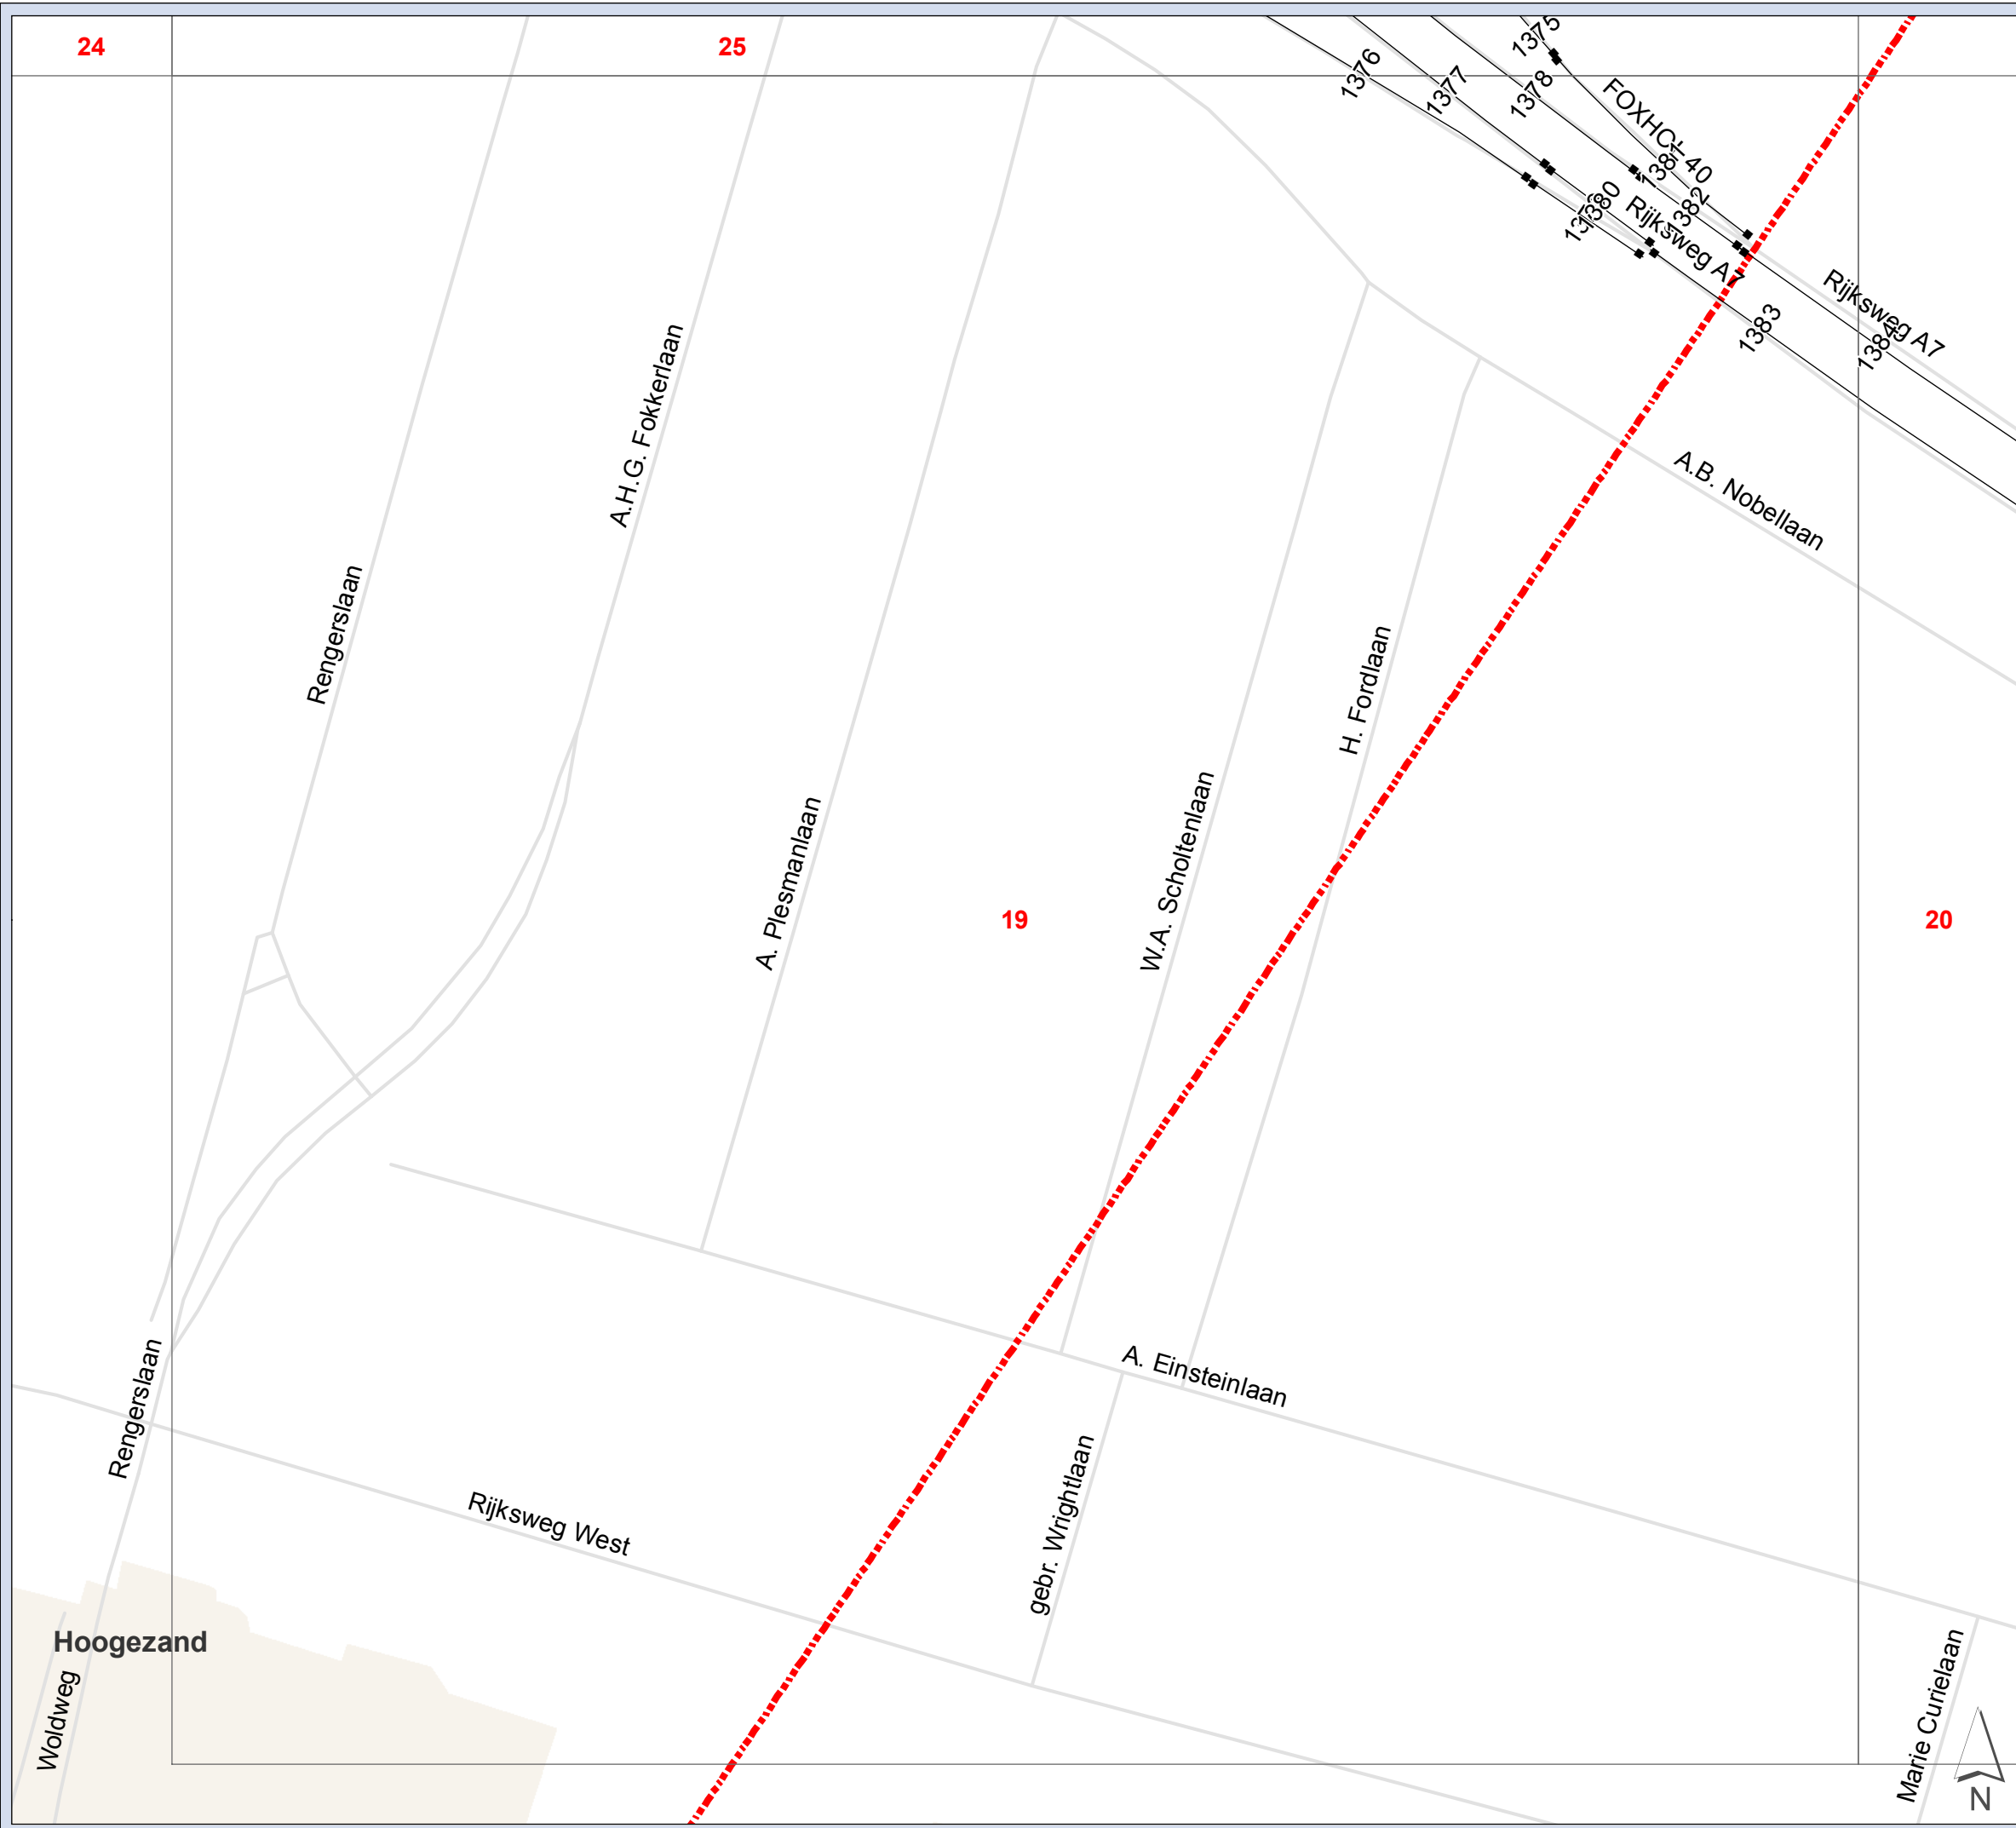 24
25
1375
1376
1377
1378
FOXHOL 40
1381
1380
1382
Rijksweg A7
Rijksweg A7
1383
1384
A.H.G. Fokkerlaan
A.B. Nobellaan
Rengerslaan
H. Fordlaan
A. Plesmanlaan
W.A. Scholtenlaan
19
20
A. Einsteinlaan
Rengerslaan
gebr. Wrightlaan
Rijksweg West
Hoogezand
Woldweg
Marie Curielaan
N